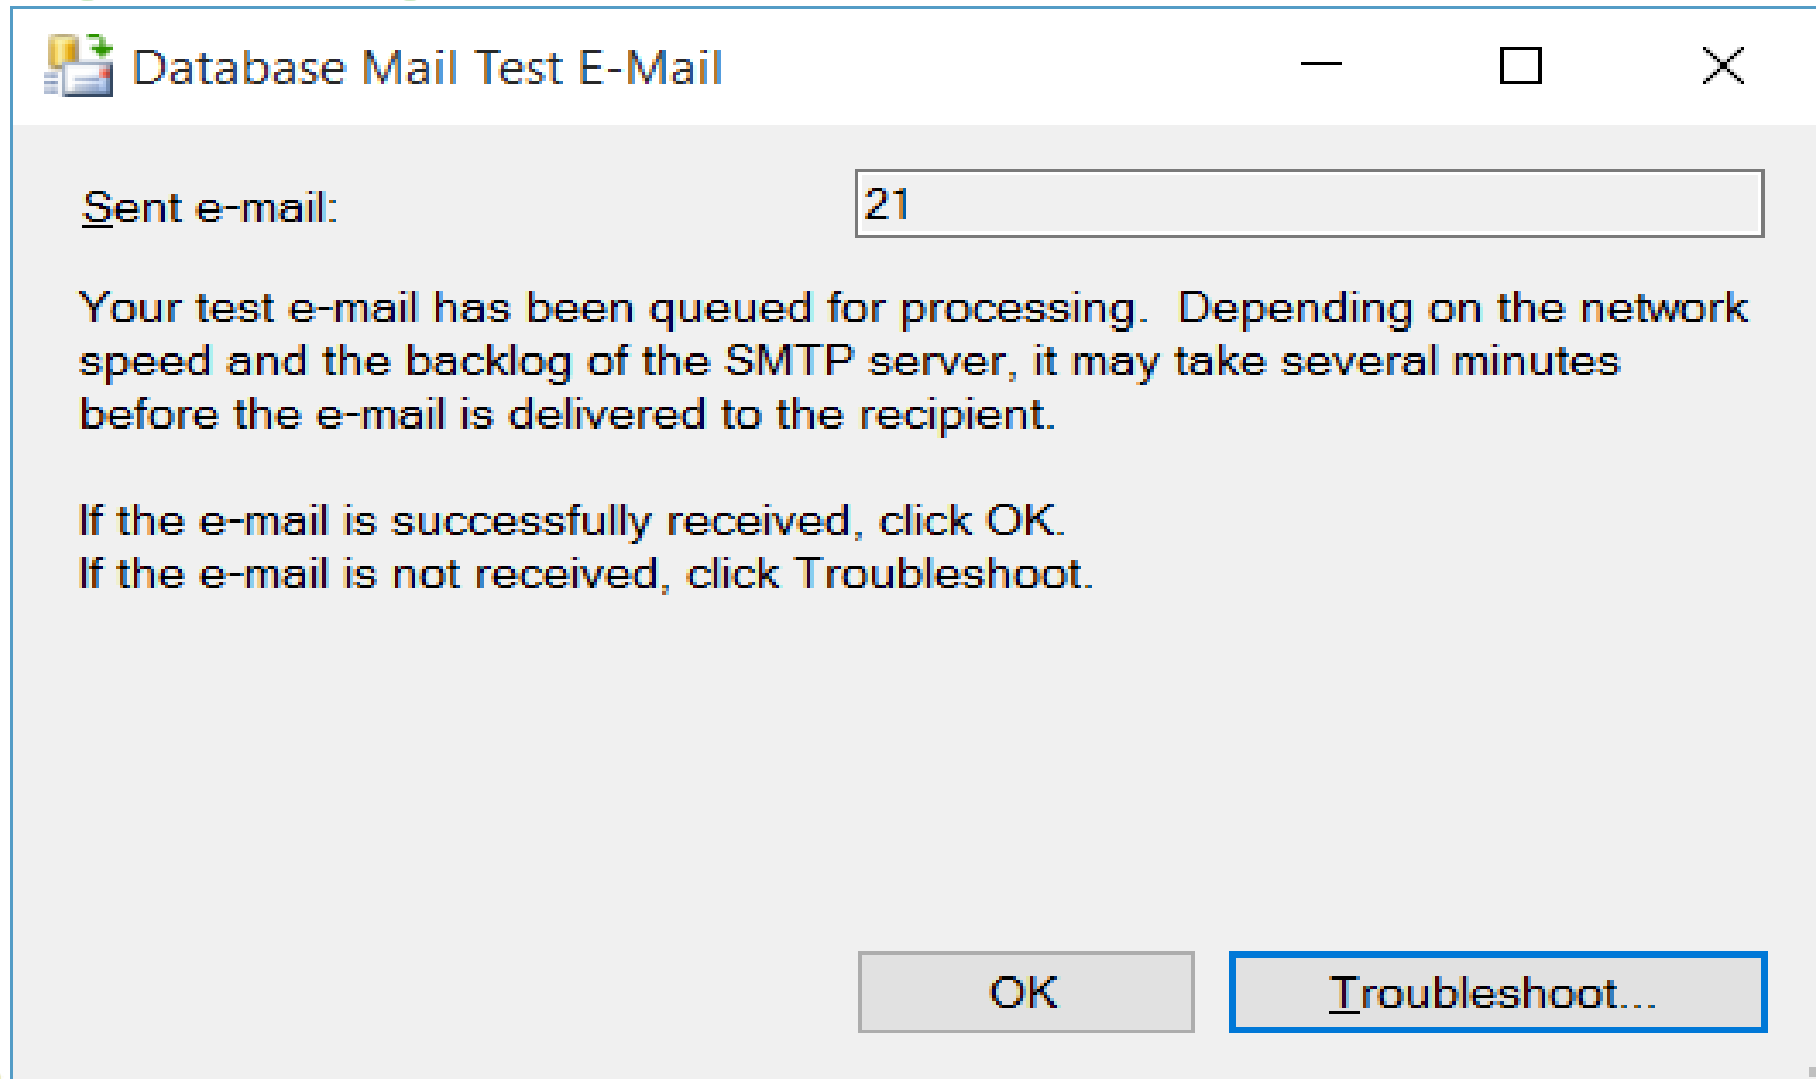 Database Mail Test E-Mail
Sent e-mail:
21
Your test e-mail has been queued for processing.  Depending on the network
speed and the backlog of the SMTP server, it may take several minutes
before the e-mail is delivered to the recipient.
If the e-mail is successfully received, click OK.
If the e-mail is not received, click Troubleshoot.
OK
Troubleshoot...